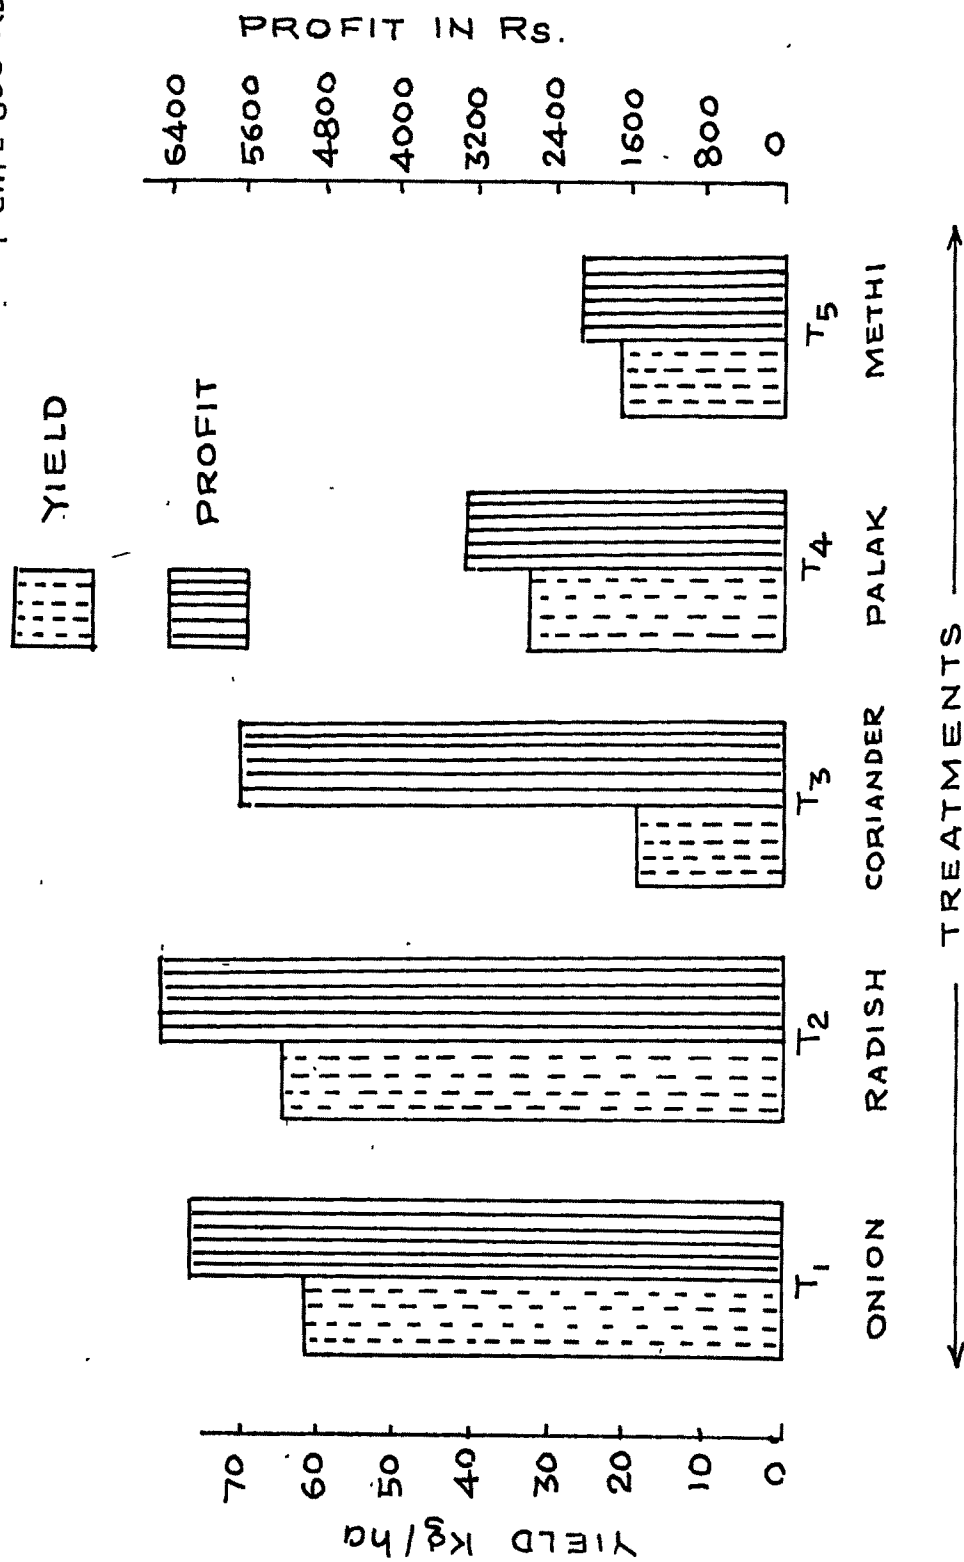 YIELD
PROFIT
YIELD Kg/ha
70
60
50
40
30
20
10
0
PROFIT IN Rs.
6400
5600
4800
4000
3200
2400
1600
800
0
T1 T2 T3 T4 T5
ONION RADISH CORIANDER PALAK METHI
TREATMENTS